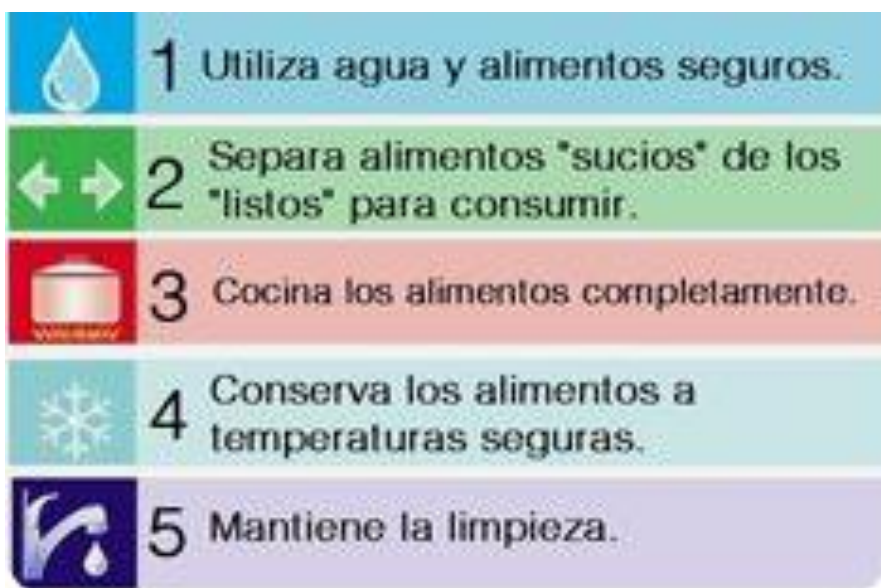 1 Utiliza agua y alimentos seguros.
2 Separa alimentos "sucios" de los
"listos" para consumir.
3 Cocina los alimentos completamente.
4 Conserva los alimentos a
temperaturas seguras.
5 Mantiene la limpieza.